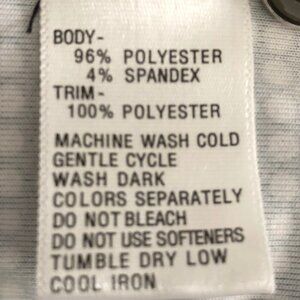 BODY-
96% POLYESTER
4% SPANDEX
TRIM-
100% POLYESTER
MACHINE WASH COLD
GENTLE CYCLE
WASH DARK
COLORS SEPARATELY
DO NOT BLEACH
DO NOT USE SOFTENERS
TUMBLE DRY LOW
COOL IRON